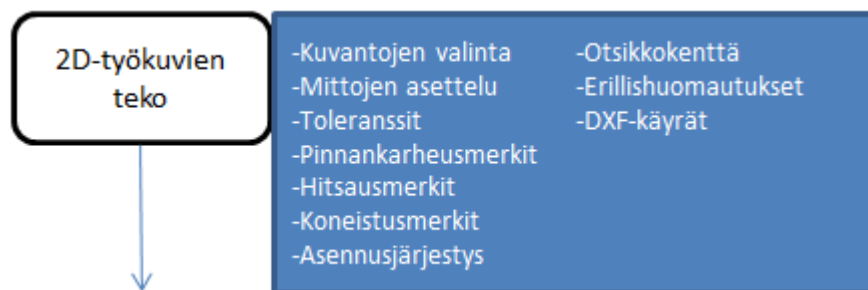 2D-työkuvien
teko
-Kuvantojen valinta
-Mittojen asettelu
-Toleranssit
-Pinnankarheusmerkit
-Hitsausmerkit
-Koneistusmerkit
-Asennusjärjestys
-Otsikkokenttä
-Erillishuomautukset
-DXF-käyrät